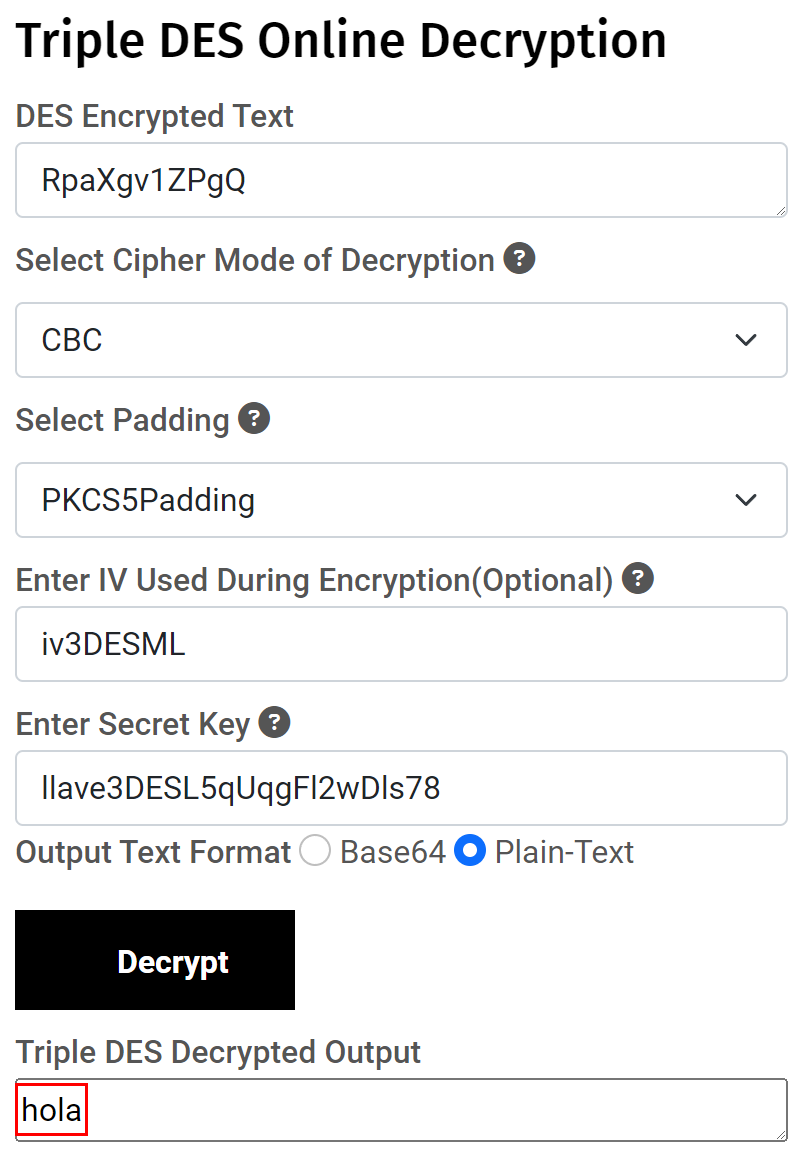 Triple DES Online Decryption
DES Encrypted Text
RpaXgv1ZPgQ
Select Cipher Mode of Decryption ?
CBC
Select Padding ?
PKCS5Padding
Enter IV Used During Encryption(Optional) ?
iv3DESML
Enter Secret Key ?
llave3DESL5qUqgFl2wDls78
Output Text Format Base64 Plain-Text
Decrypt
Triple DES Decrypted Output
hola